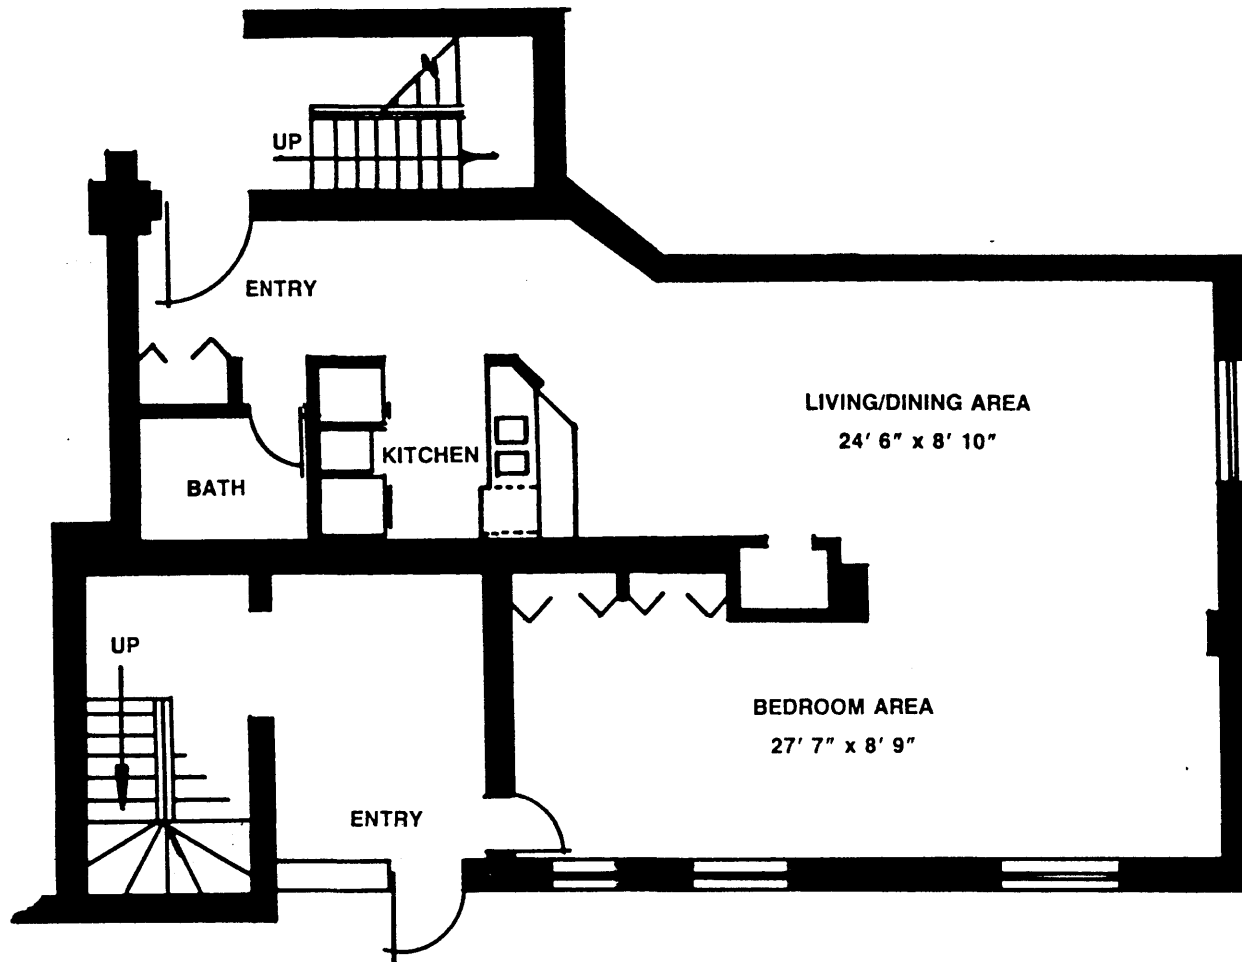 UP
ENTRY
LIVING/DINING AREA
24' 6" x 8' 10"
KITCHEN
BATH
UP
BEDROOM AREA
27' 7" x 8' 9"
ENTRY